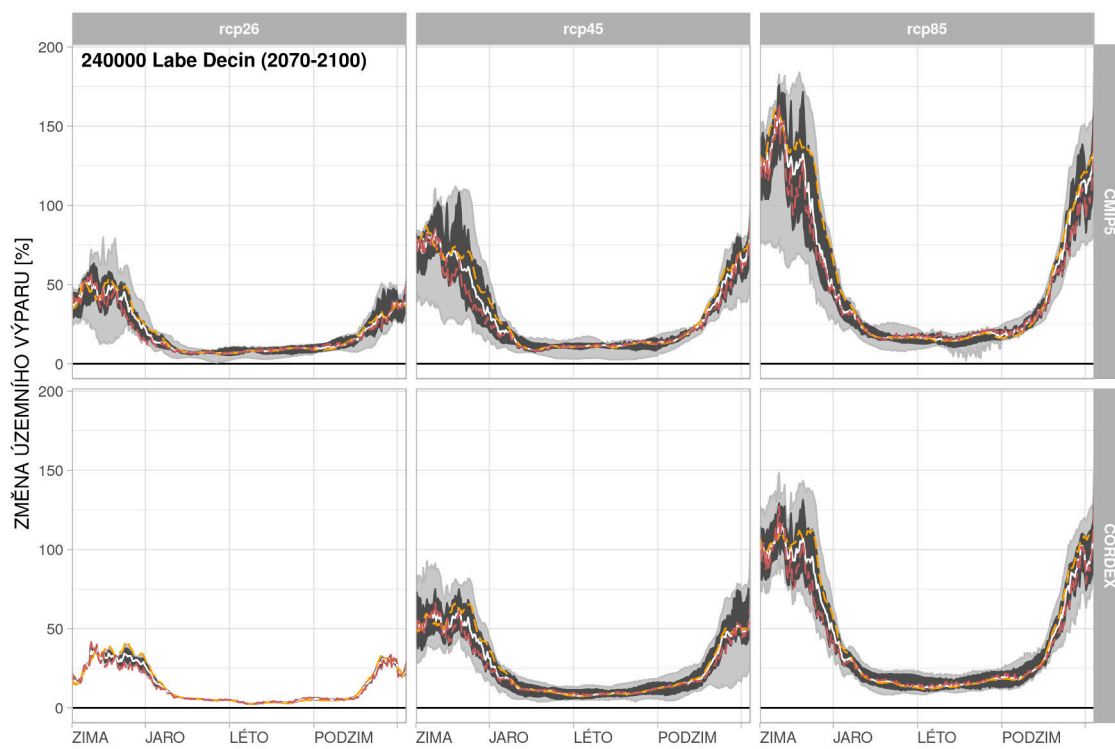 rcp26 rcp45 rcp85
240000 Labe Decin (2070-2100)
ZMĚNA ÚZEMNÍHO VÝPARU [%]
200
150
100
50
0
CMIP5
200
150
100
50
0
CORDEX
ZIMA JARO LÉTO PODZIM ZIMA JARO LÉTO PODZIM ZIMA JARO LÉTO PODZIM